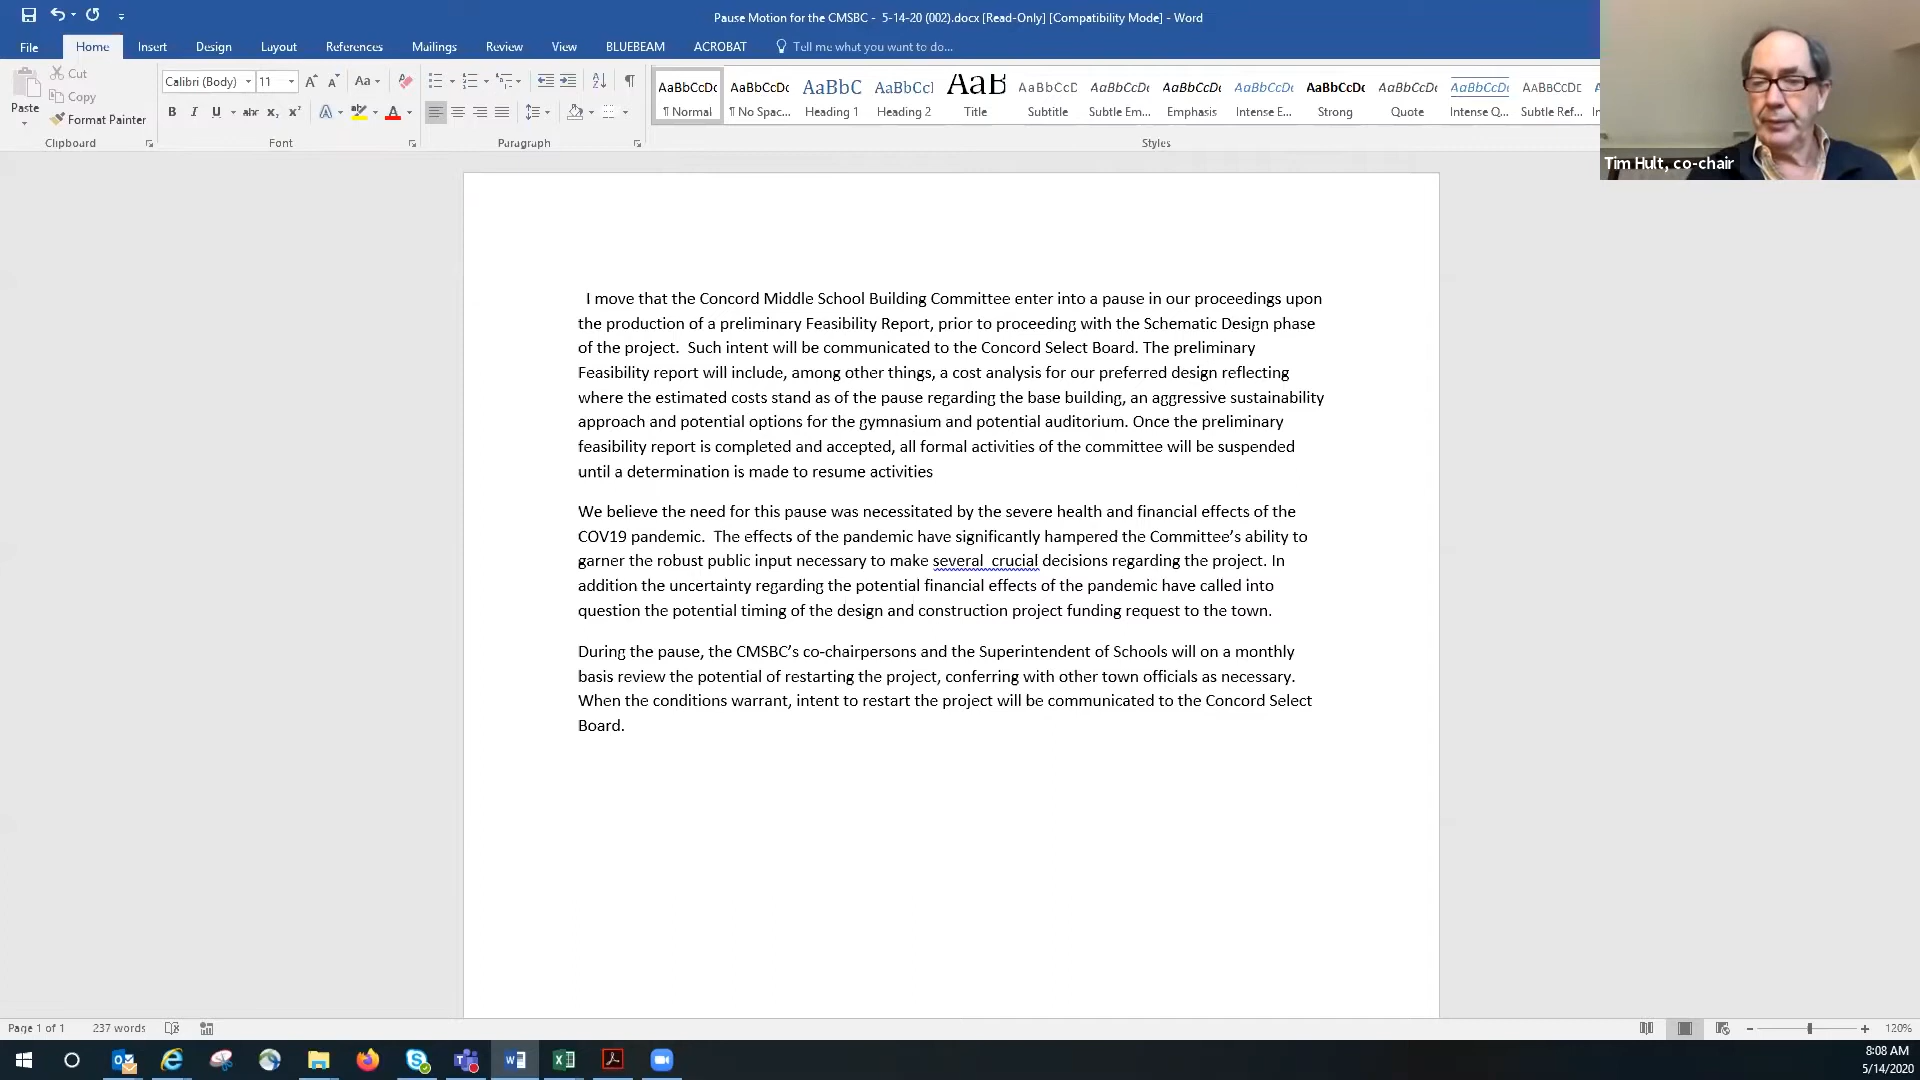 Pause Motion for the CMSBC - 5-14-20 (002).docx [Read-Only] [Compatibility Mode] - Word
File Home Insert Design Layout References Mailings Review View BLUEBEAM ACROBAT Tell me what you want to do...
Paste
Cut
Copy
Format Painter
Clipboard
Calibri (Body) 11
Font
Paragraph
AaBbCcDc AaBbCcDc AaBbC AaBbCcI AaB AaBbCcD AaBbCcDc AaBbCcDc AaBbCcDc AaBbCcDc AaBbCcDc AaBbCcDc AABBCCDE
¶ Normal ¶ No Spac... Heading 1 Heading 2 Title Subtitle Subtle Em... Emphasis Intense E... Strong Quote Intense Q... Subtle Ref...
Styles
Tim Hult, co-chair
I move that the Concord Middle School Building Committee enter into a pause in our proceedings upon
the production of a preliminary Feasibility Report, prior to proceeding with the Schematic Design phase
of the project.  Such intent will be communicated to the Concord Select Board. The preliminary
Feasibility report will include, among other things, a cost analysis for our preferred design reflecting
where the estimated costs stand as of the pause regarding the base building, an aggressive sustainability
approach and potential options for the gymnasium and potential auditorium. Once the preliminary
feasibility report is completed and accepted, all formal activities of the committee will be suspended
until a determination is made to resume activities
We believe the need for this pause was necessitated by the severe health and financial effects of the
COV19 pandemic.  The effects of the pandemic have significantly hampered the Committee’s ability to
garner the robust public input necessary to make several  crucial decisions regarding the project. In
addition the uncertainty regarding the potential financial effects of the pandemic have called into
question the potential timing of the design and construction project funding request to the town.
During the pause, the CMSBC’s co-chairpersons and the Superintendent of Schools will on a monthly
basis review the potential of restarting the project, conferring with other town officials as necessary.
When the conditions warrant, intent to restart the project will be communicated to the Concord Select
Board.
Page 1 of 1 237 words
120%
8:08 AM
5/14/2020